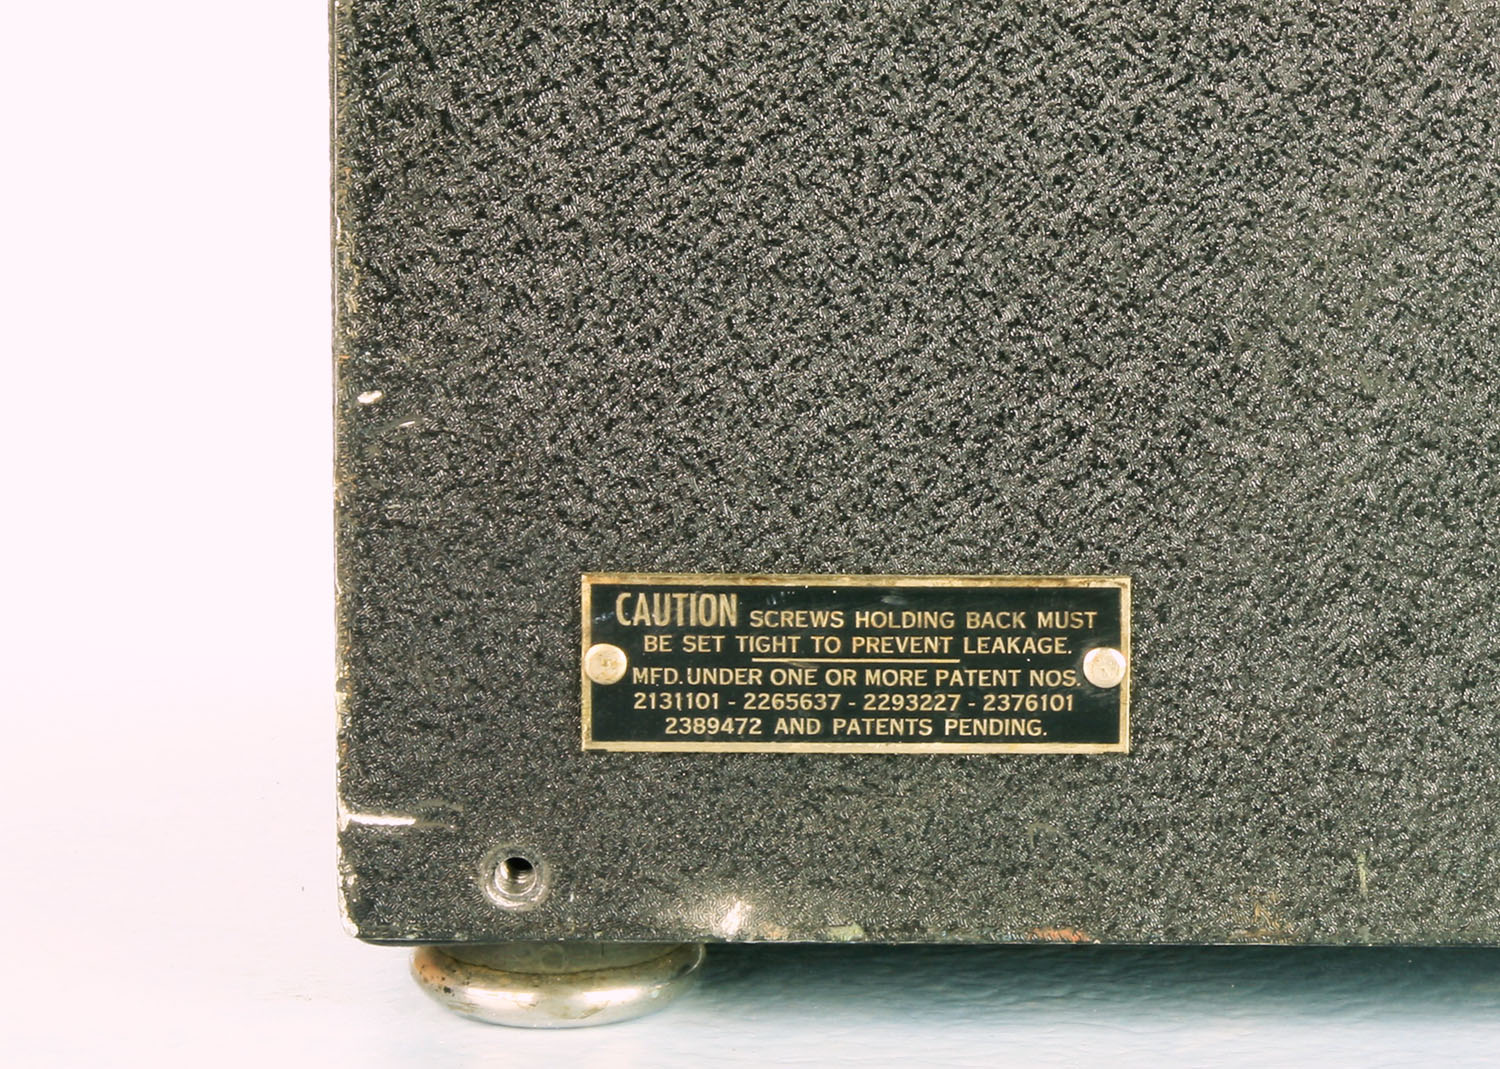 CAUTION SCREWS HOLDING BACK MUST
BE SET TIGHT TO PREVENT LEAKAGE.
MFD. UNDER ONE OR MORE PATENT NOS.
2131101 - 2265637 - 2293227 - 2376101
2389472 AND PATENTS PENDING.